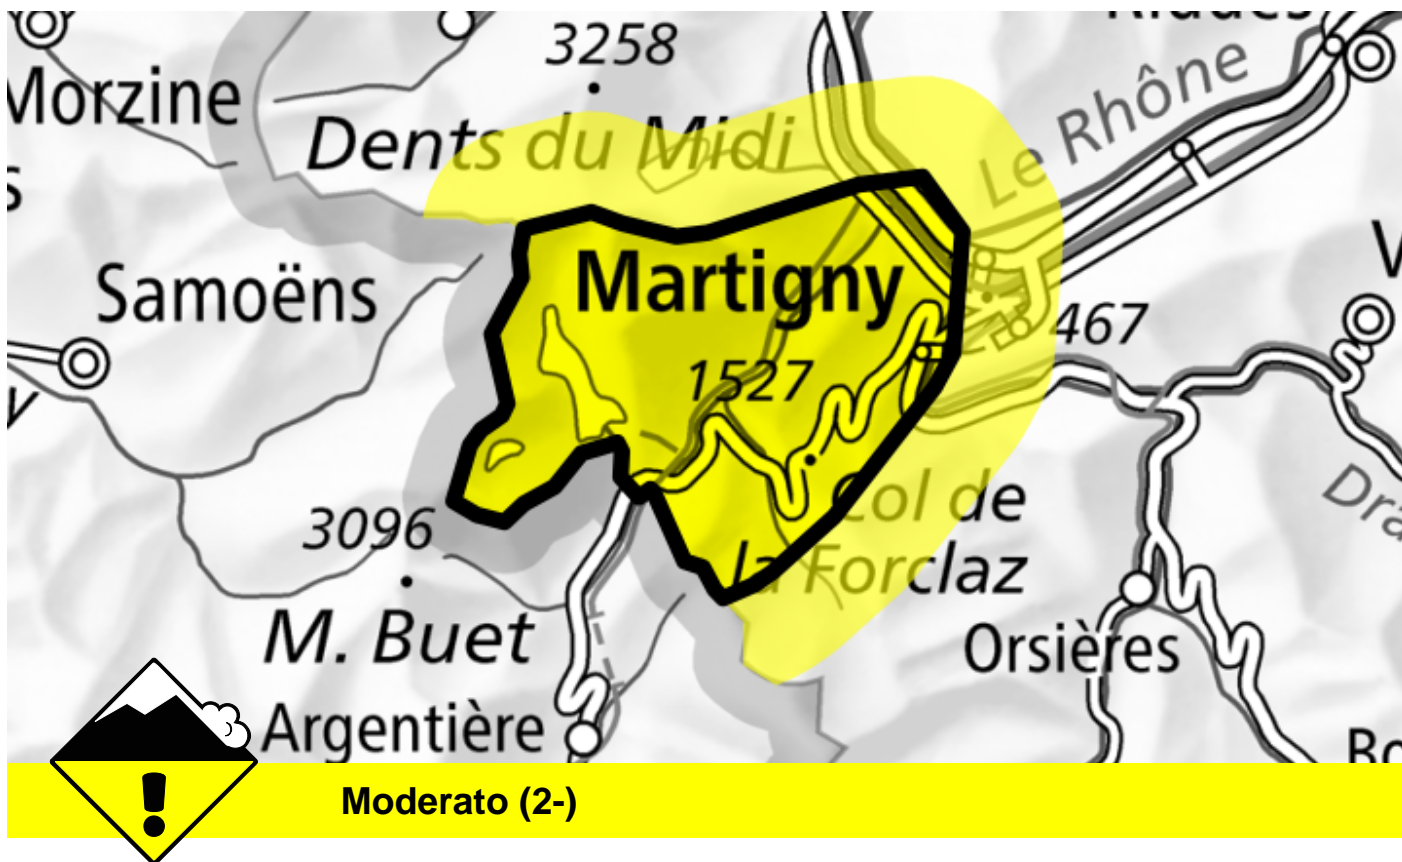 3258
Morzine
Dents du Midi
Le Rhône
Samoëns
Martigny
467
1527
3096
Col de
la Forclaz
M. Buet
Orsières
Argentière
Moderato (2-)